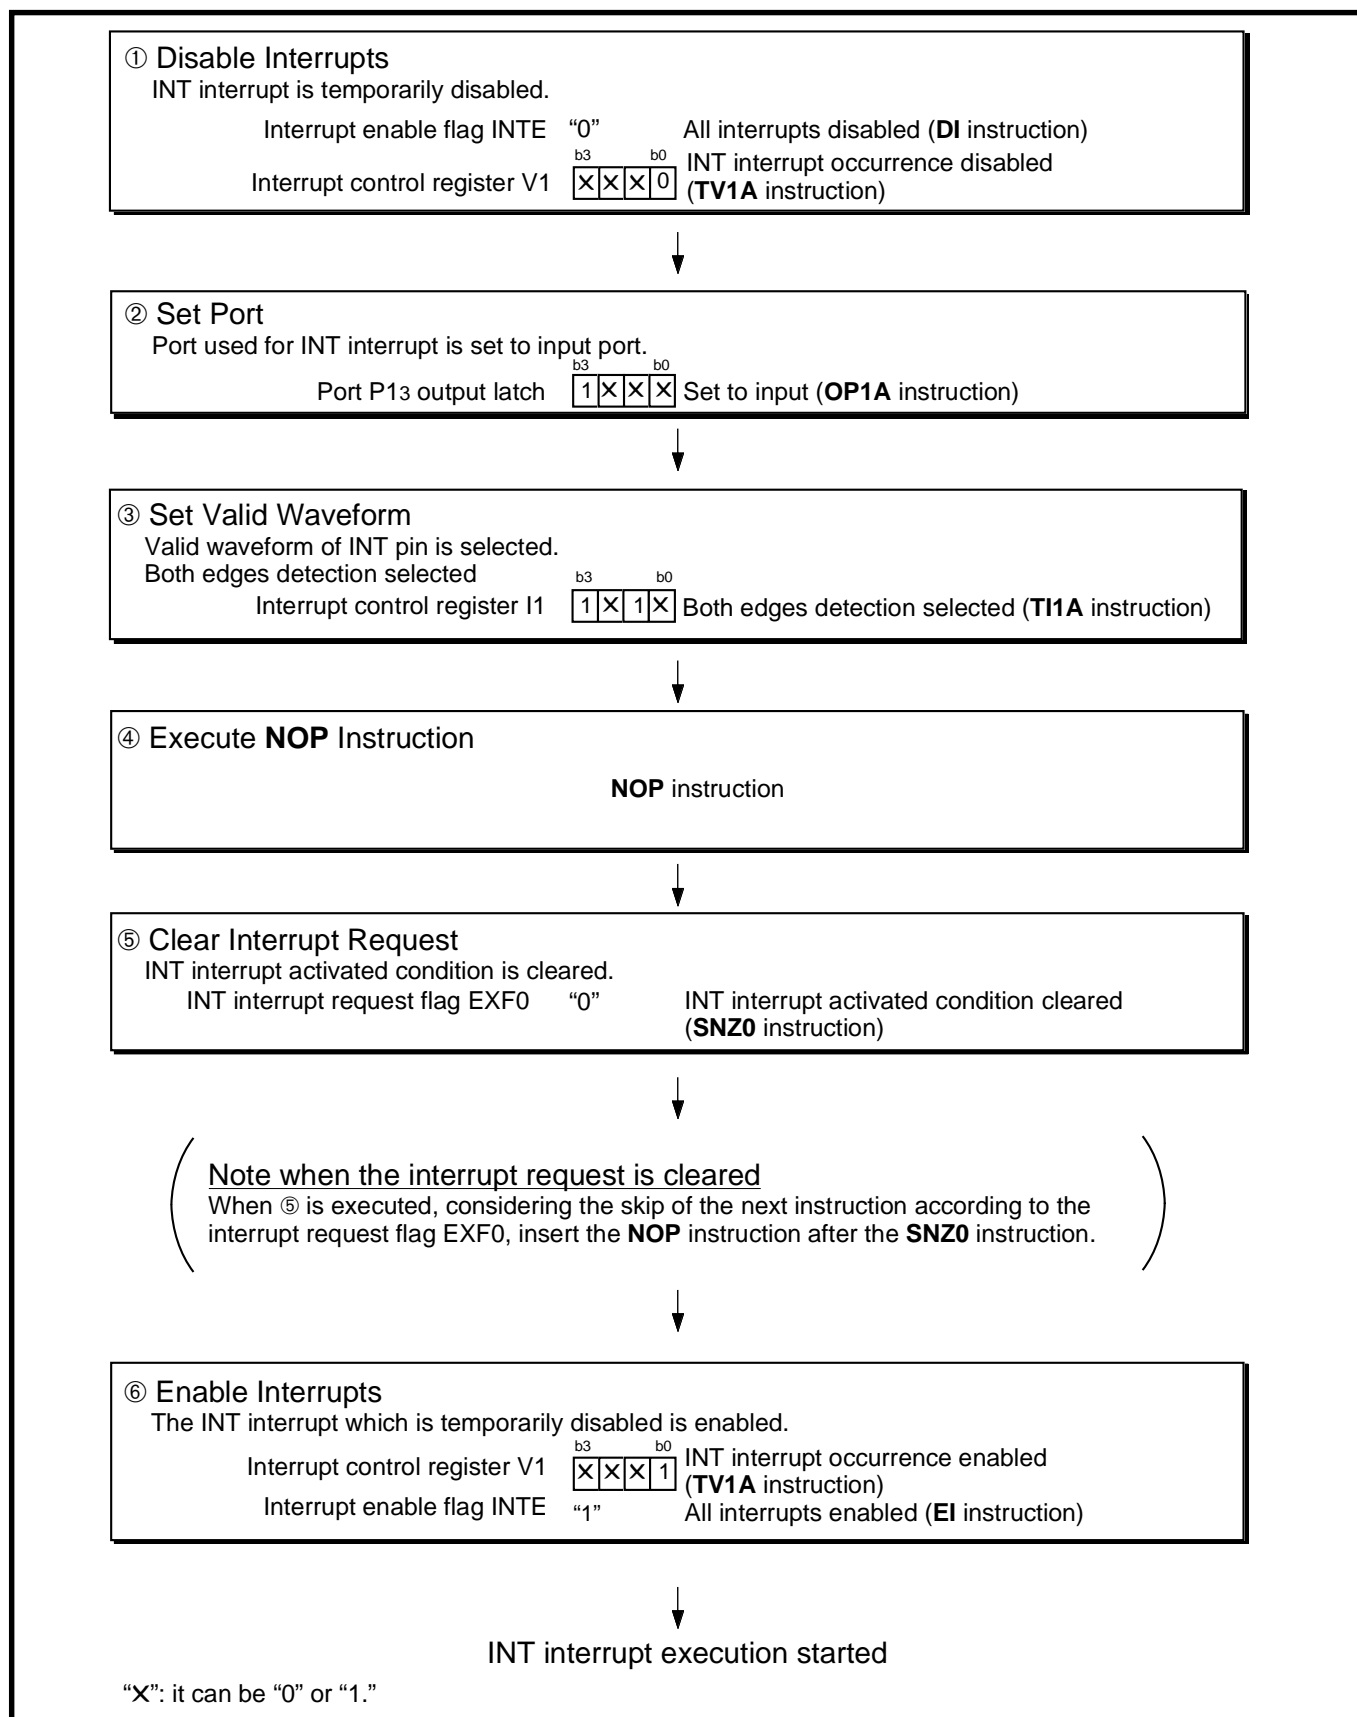 ① Disable Interrupts
INT interrupt is temporarily disabled.
Interrupt enable flag INTE “0” All interrupts disabled (DI instruction)
b3 b0
Interrupt control register V1 ✕ ✕ ✕ 0 INT interrupt occurrence disabled
(TV1A instruction)
② Set Port
Port used for INT interrupt is set to input port.
b3 b0
Port P13 output latch 1 ✕ ✕ ✕ Set to input (OP1A instruction)
③ Set Valid Waveform
Valid waveform of INT pin is selected.
Both edges detection selected
b3 b0
Interrupt control register I1 1 ✕ 1 ✕ Both edges detection selected (TI1A instruction)
④ Execute NOP Instruction
NOP instruction
⑤ Clear Interrupt Request
INT interrupt activated condition is cleared.
INT interrupt request flag EXF0 “0” INT interrupt activated condition cleared
(SNZ0 instruction)
Note when the interrupt request is cleared
When ⑤ is executed, considering the skip of the next instruction according to the
interrupt request flag EXF0, insert the NOP instruction after the SNZ0 instruction.
⑥ Enable Interrupts
The INT interrupt which is temporarily disabled is enabled.
b3 b0
Interrupt control register V1 ✕ ✕ ✕ 1 INT interrupt occurrence enabled
(TV1A instruction)
Interrupt enable flag INTE “1” All interrupts enabled (EI instruction)
INT interrupt execution started
“✕”: it can be “0” or “1.”